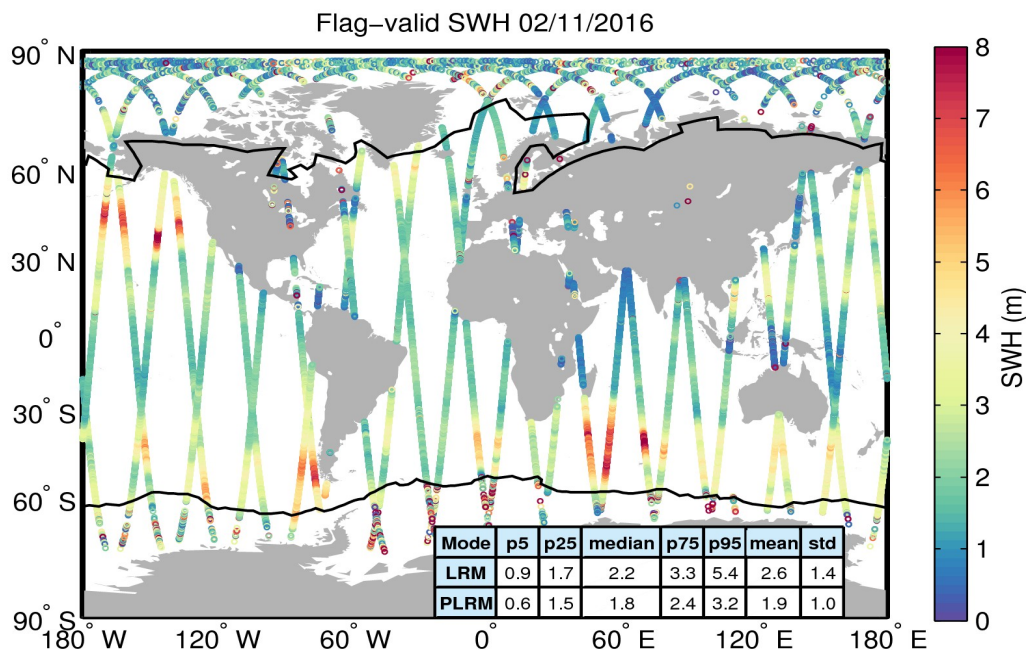 Flag−valid SWH 02/11/2016
90° N
60° N
30° N
0°
30° S
60° S
90° S
180° W
120° W
60° W
0°
60° E
120° E
180° E
8
7
6
5
4
3
2
1
0
SWH (m)
Mode p5 p25 median p75 p95 mean std
LRM 0.9 1.7 2.2 3.3 5.4 2.6 1.4
PLRM 0.6 1.5 1.8 2.4 3.2 1.9 1.0